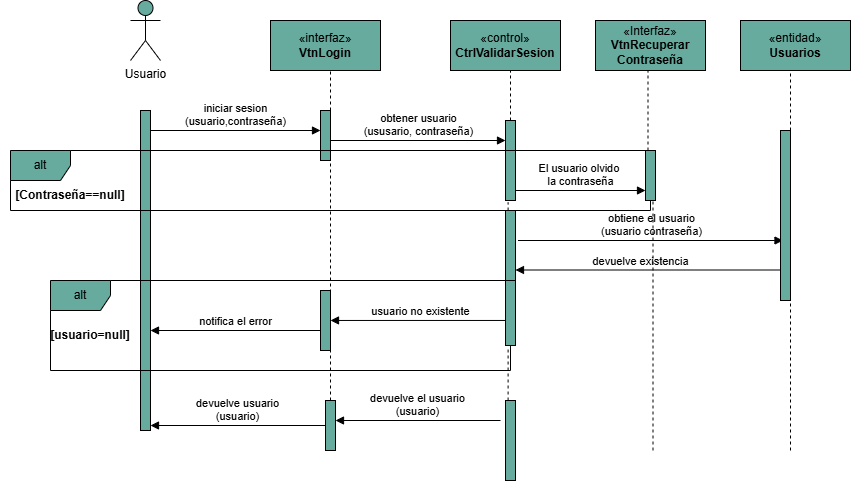 Usuario
«interfaz»
VtnLogin
«control»
CtrlValidarSesion
«Interfaz»
VtnRecuperar
Contraseña
«entidad»
Usuarios
iniciar sesion
(usuario,contraseña)
obtener usuario
(ususario, contraseña)
alt
[Contraseña==null]
El usuario olvido
la contraseña
obtiene el usuario
(usuario contraseña)
devuelve existencia
alt
[usuario=null]
usuario no existente
notifica el error
devuelve el usuario
(usuario)
devuelve usuario
(usuario)